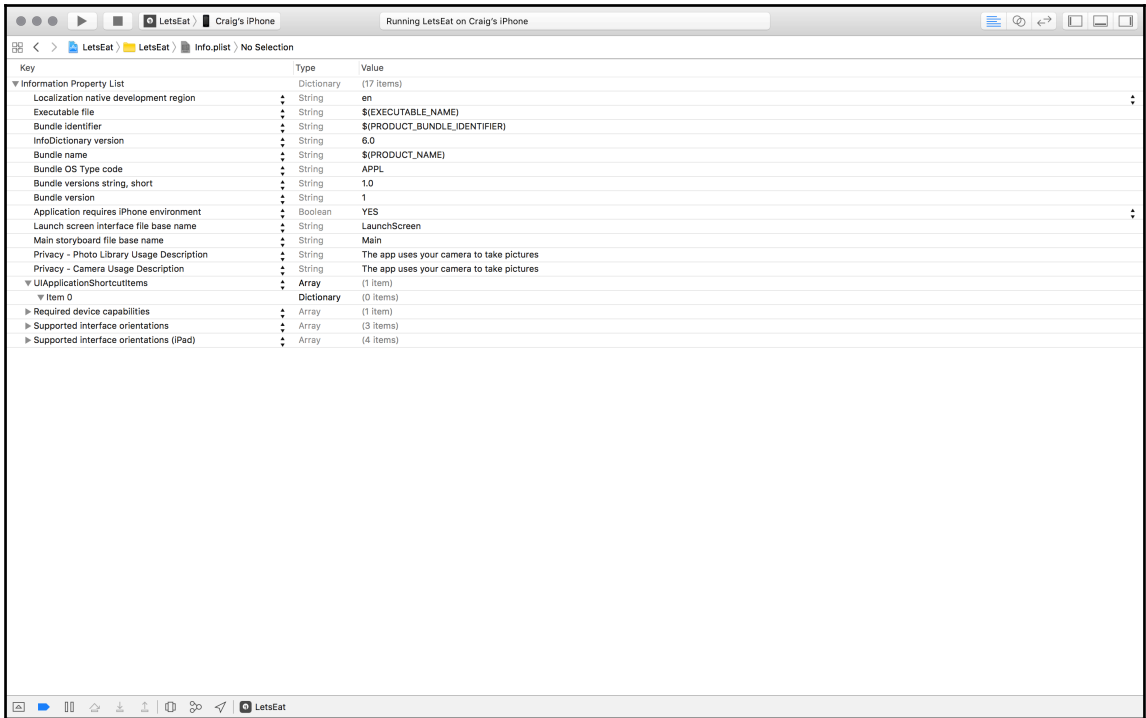 LetsEat Craig's iPhone Running LetsEat on Craig's iPhone
LetsEat LetsEat Info.plist No Selection
Key Type Value
Information Property List Dictionary (17 items)
Localization native development region String en
Executable file String $(EXECUTABLE_NAME)
Bundle identifier String $(PRODUCT_BUNDLE_IDENTIFIER)
InfoDictionary version String 6.0
Bundle name String $(PRODUCT_NAME)
Bundle OS Type code String APPL
Bundle versions string, short String 1.0
Bundle version String 1
Application requires iPhone environment Boolean YES
Launch screen interface file base name String LaunchScreen
Main storyboard file base name String Main
Privacy - Photo Library Usage Description String The app uses your camera to take pictures
Privacy - Camera Usage Description String The app uses your camera to take pictures
UIApplicationShortcutItems Array (1 item)
Item 0 Dictionary (0 items)
Required device capabilities Array (1 item)
Supported interface orientations Array (3 items)
Supported interface orientations (iPad) Array (4 items)
LetsEat